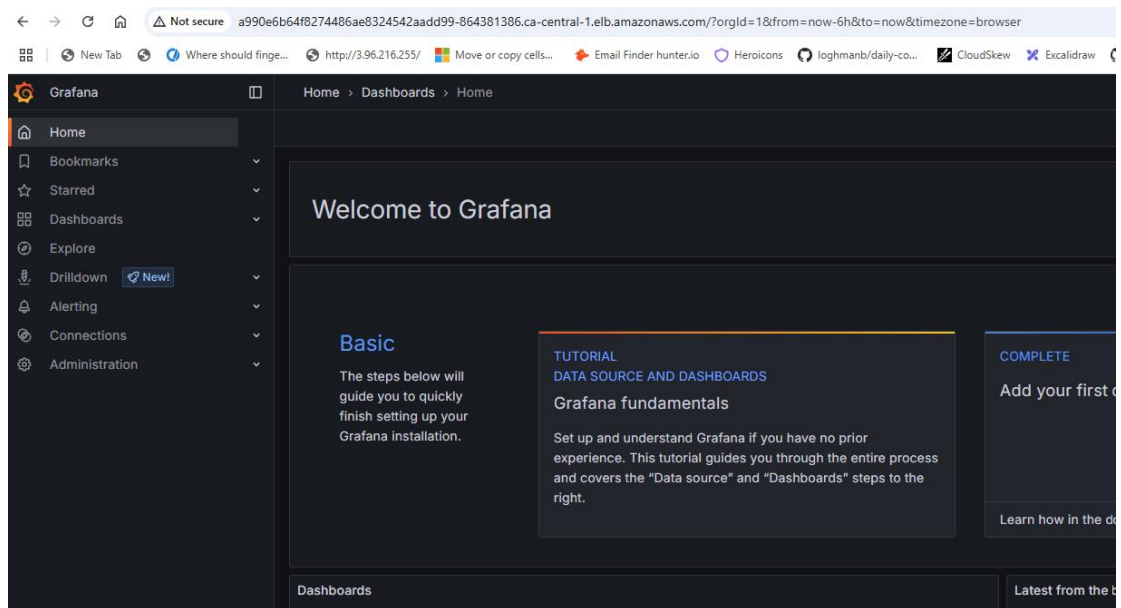 Not secure a990e6b64f8274486ae8324542aadd99-864381386.ca-central-1.elb.amazonaws.com/?orgId=1&from=now-6h&to=now&timezone=browser
New Tab Where should finge... http://3.96.216.255/ Move or copy cells... Email Finder hunter.io Heroicons loghmanb/daily-co... CloudSkew Excalidraw
Grafana
Home > Dashboards > Home
Home
Bookmarks
Starred
Dashboards
Explore
Drilldown New!
Alerting
Connections
Administration
Welcome to Grafana
Basic
The steps below will
guide you to quickly
finish setting up your
Grafana installation.
TUTORIAL
DATA SOURCE AND DASHBOARDS
Grafana fundamentals
Set up and understand Grafana if you have no prior
experience. This tutorial guides you through the entire process
and covers the “Data source” and “Dashboards” steps to the
right.
COMPLETE
Add your first
Learn how in the
Dashboards
Latest from the